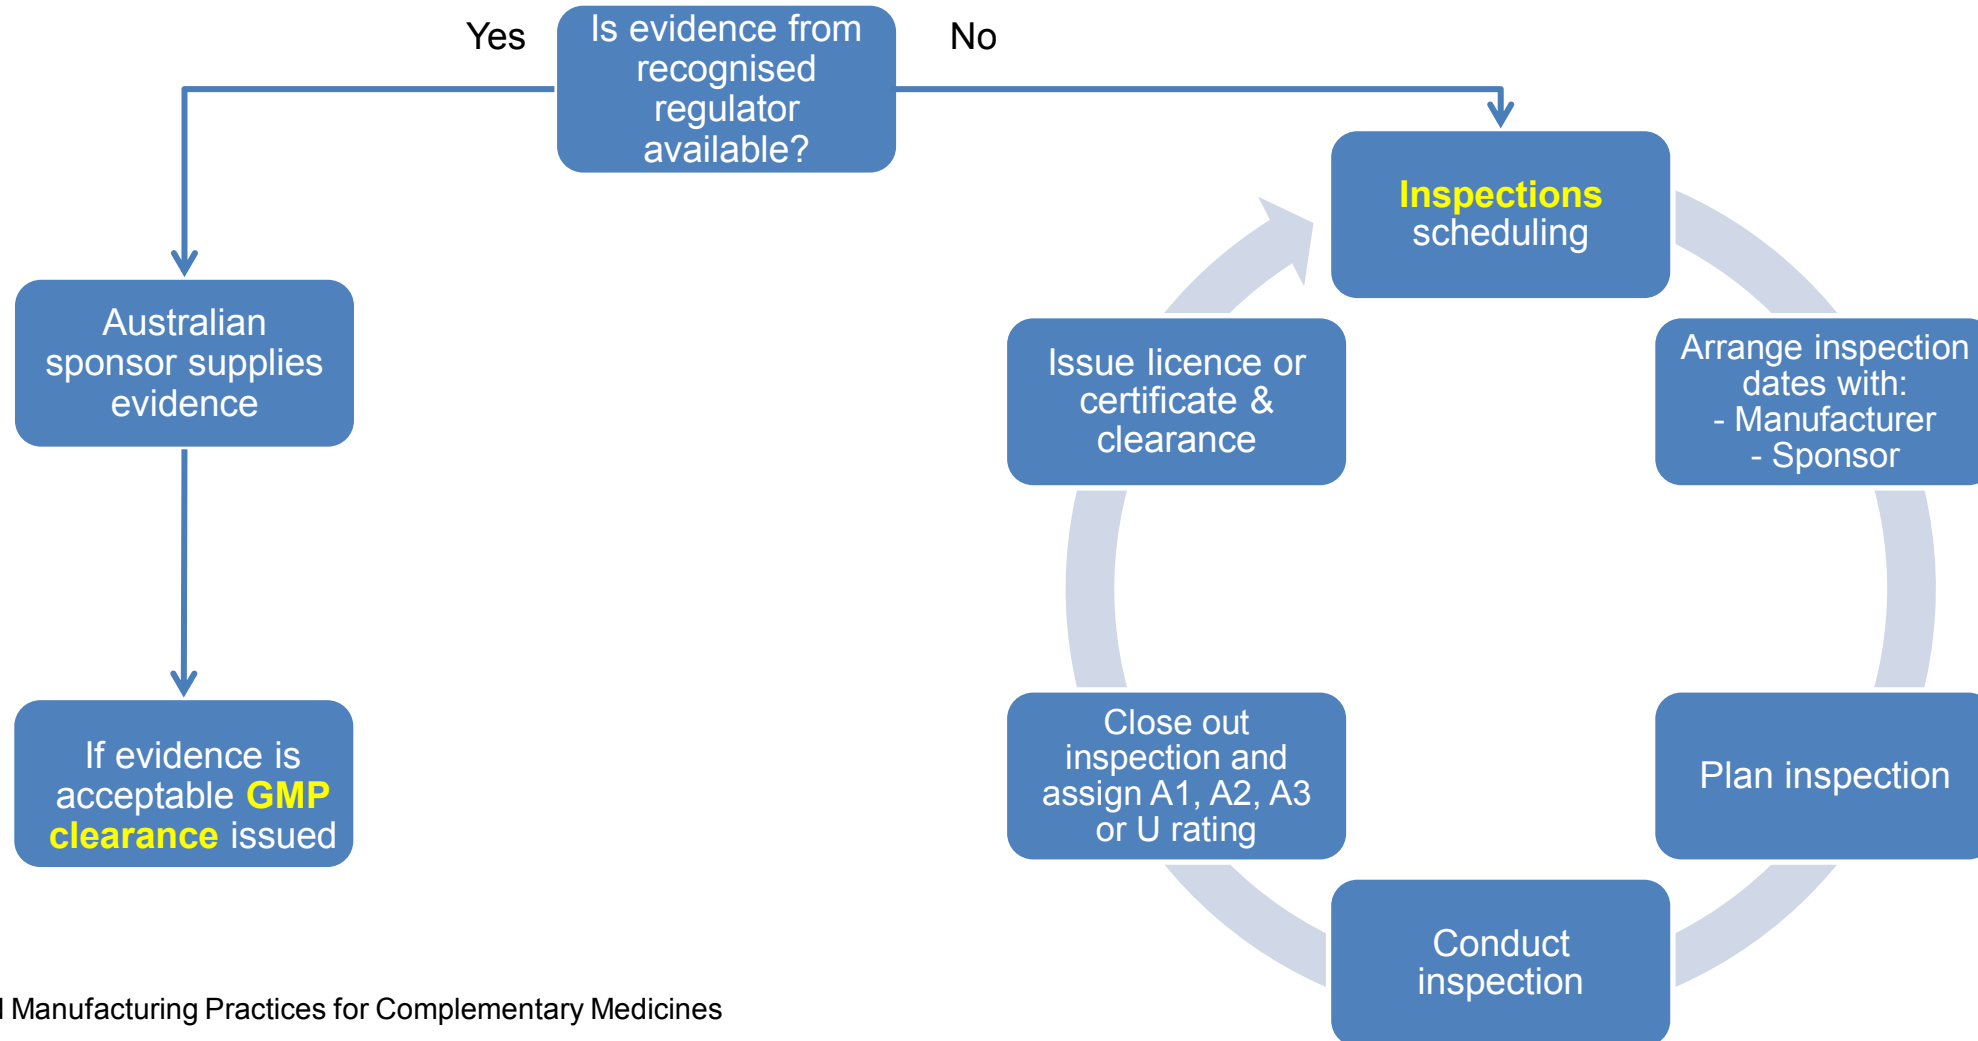 Yes
Is evidence from
recognised
regulator
available?
No
Australian
sponsor supplies
evidence
If evidence is
acceptable GMP
clearance issued
Inspections
scheduling
Arrange inspection
dates with:
- Manufacturer
- Sponsor
Plan inspection
Conduct
inspection
Close out
inspection and
assign A1, A2, A3
or U rating
Issue licence or
certificate &
clearance
Manufacturing Practices for Complementary Medicines